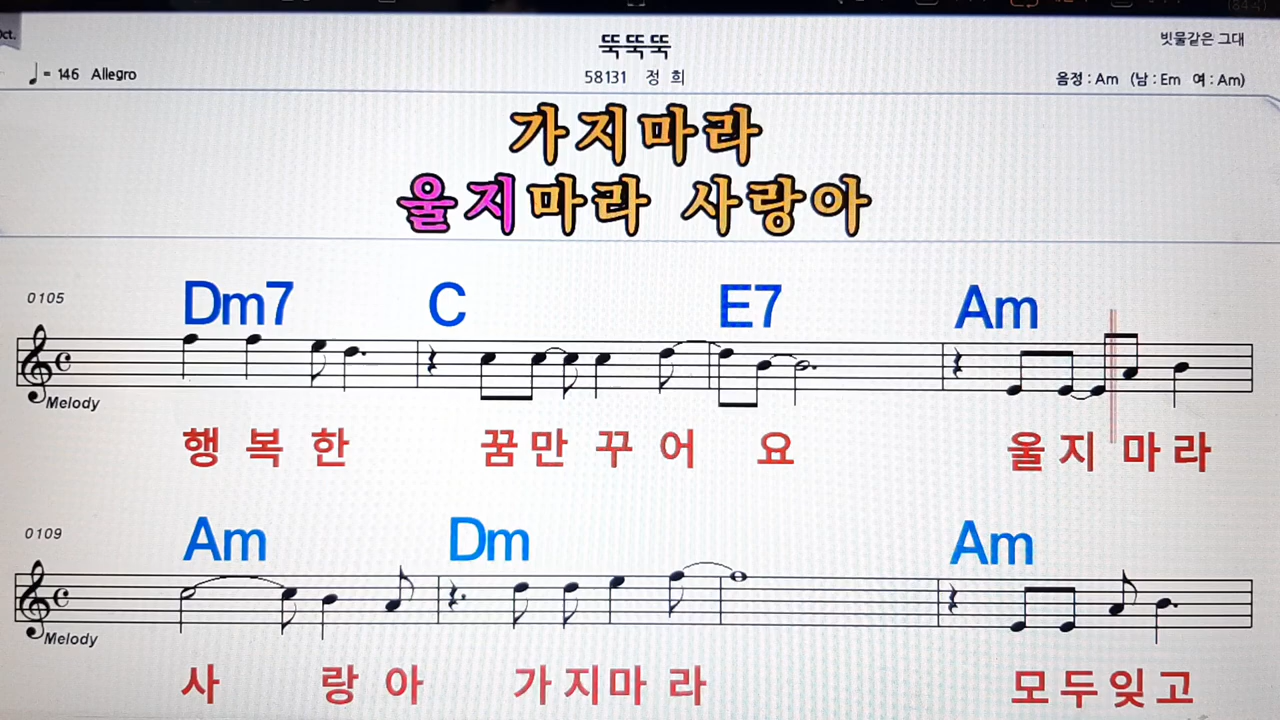 뚝뚝뚝
빗물같은 그대
♩= 146 Allegro
58131 정 희
음정 : Am (남 : Em 여 : Am)
가지마라
울지마라 사랑아
0105
Dm7 C E7 Am
Melody
행 복 한 꿈 만 꾸 어 요 울 지 마 라
0109
Am Dm Am
Melody
사 랑 아 가 지 마 라 모 두 잊 고